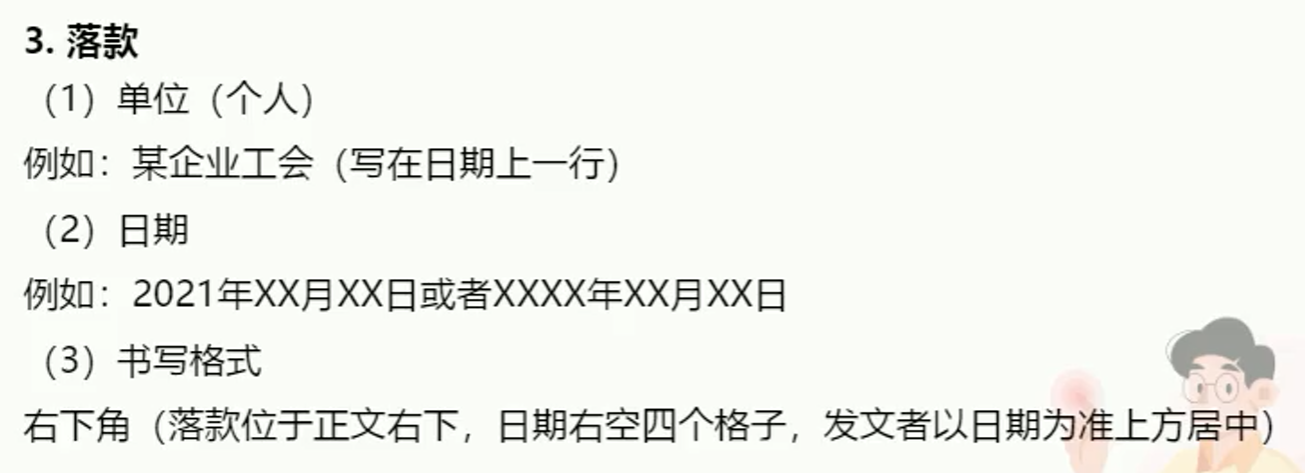 3. 落款
（1）单位（个人）
例如：某企业工会（写在日期上一行）
（2）日期
例如：2021年XX月XX日或者XXXX年XX月XX日
（3）书写格式
右下角（落款位于正文右下，日期右空四个格子，发文者以日期为准上方居中）